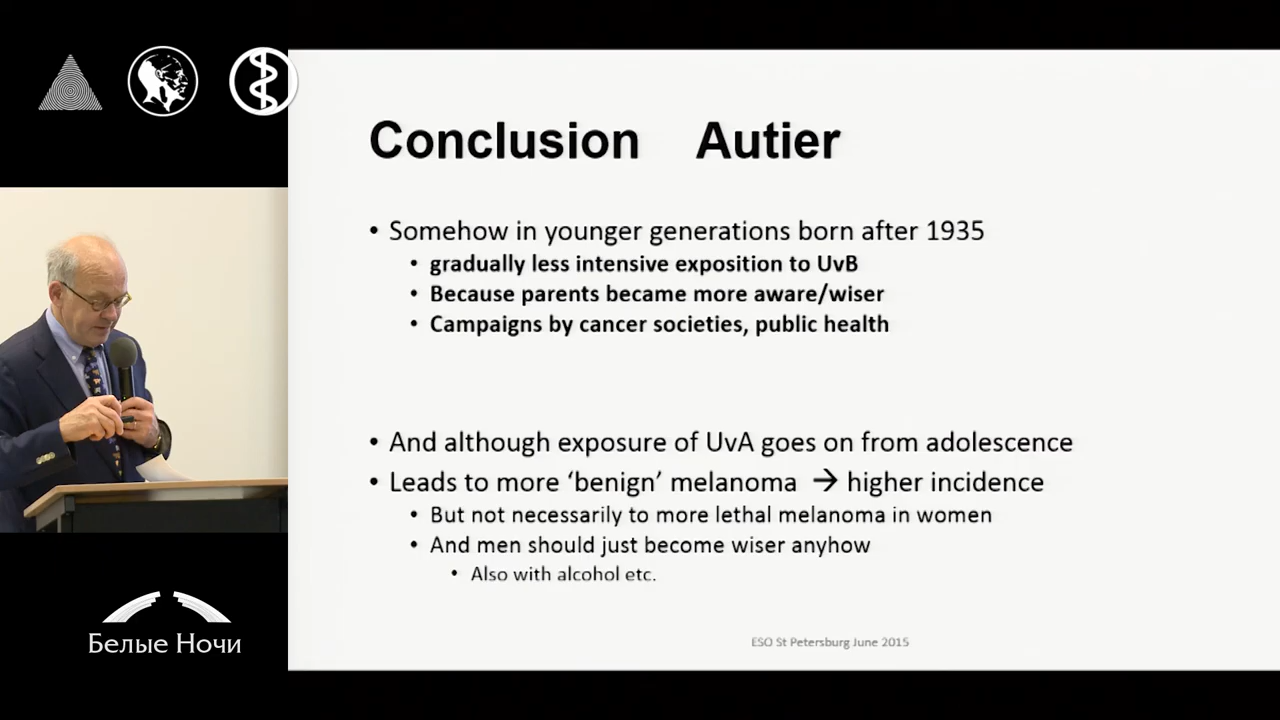 Conclusion Autier
• Somehow in younger generations born after 1935
• gradually less intensive exposition to UvB
• Because parents became more aware/wiser
• Campaigns by cancer societies, public health
• And although exposure of UvA goes on from adolescence
• Leads to more ‘benign’ melanoma → higher incidence
• But not necessarily to more lethal melanoma in women
• And men should just become wiser anyhow
• Also with alcohol etc.
ESO St Petersburg June 2015
Белые Ночи